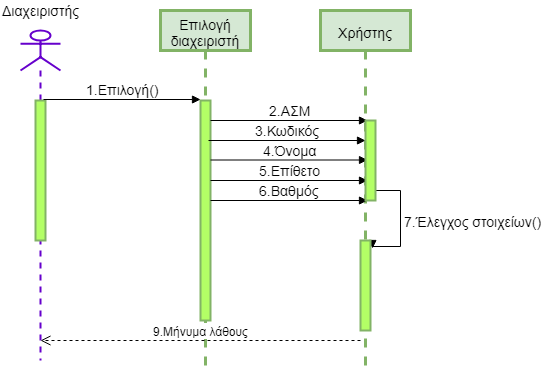 Διαχειριστής
Επιλογή
διαχειριστή
Χρήστης
1.Επιλογή()
2.ΑΣΜ
3.Κωδικός
4.Όνομα
5.Επίθετο
6.Βαθμός
7.Έλεγχος στοιχείων()
9.Μήνυμα λάθους